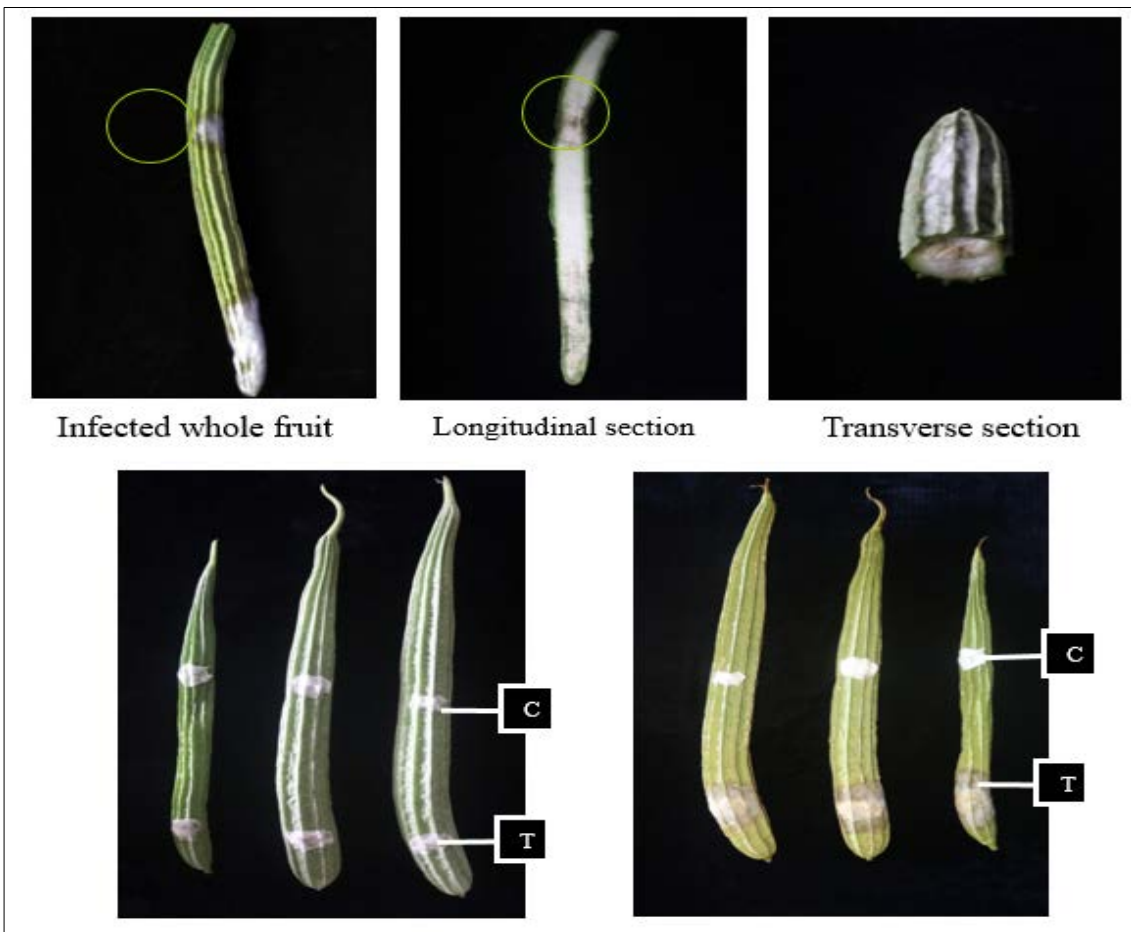 Infected whole fruit
Longitudinal section
Transverse section
C
T
C
T